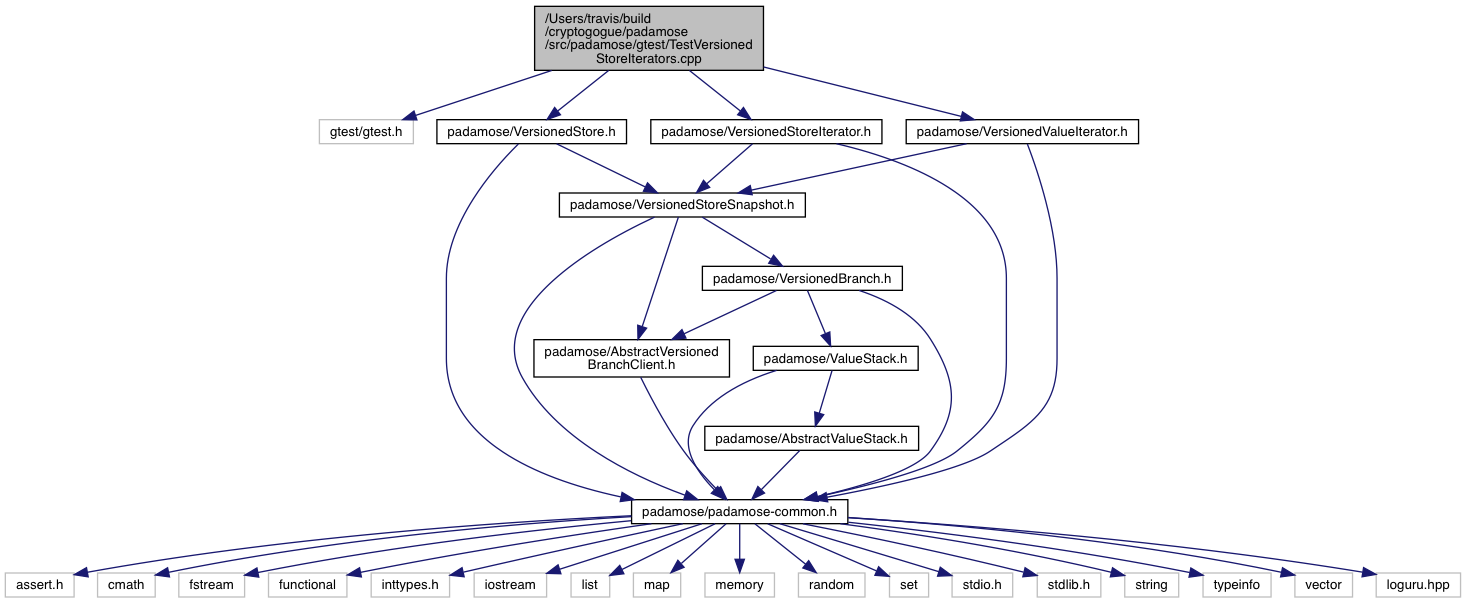 /Users/travis/build
/cryptogogue/padamose
/src/padamose/gtest/TestVersioned
StoreIterators.cpp
gtest/gtest.h
padamose/VersionedStore.h
padamose/VersionedStoreIterator.h
padamose/VersionedValueIterator.h
padamose/VersionedStoreSnapshot.h
padamose/VersionedBranch.h
padamose/AbstractVersioned
BranchClient.h
padamose/ValueStack.h
padamose/AbstractValueStack.h
padamose/padamose-common.h
assert.h
cmath
fstream
functional
inttypes.h
iostream
list
map
memory
random
set
stdio.h
stdlib.h
string
typeinfo
vector
loguru.hpp